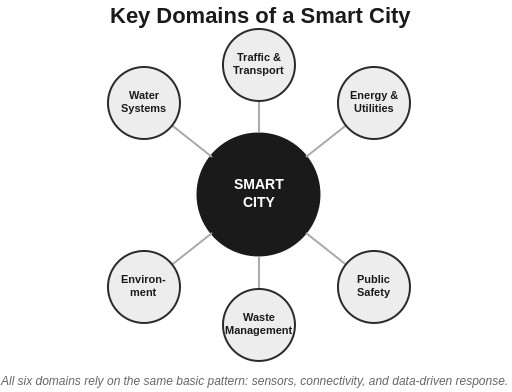 Key Domains of a Smart City
Traffic &
Transport
Water
Systems
Energy &
Utilities
SMART
CITY
Environ-
ment
Public
Safety
Waste
Management
All six domains rely on the same basic pattern: sensors, connectivity, and data-driven response.